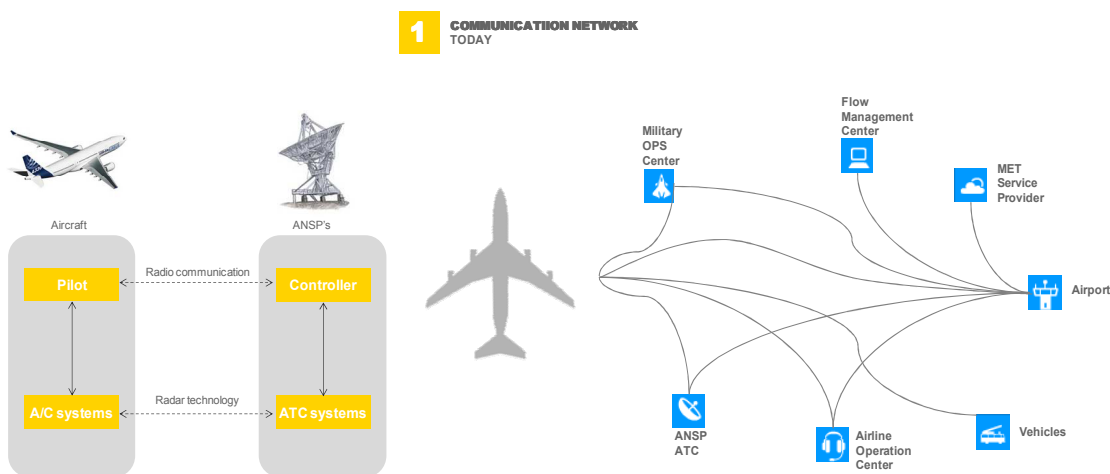 1
COMMUNICATIION NETWORK
TODAY
Aircraft
ANSP's
Pilot
Radio communication
Controller
A/C systems
Radar technology
ATC systems
Military
OPS
Center
Flow
Management
Center
MET
Service
Provider
Airport
ANSP
ATC
Airline
Operation
Center
Vehicles